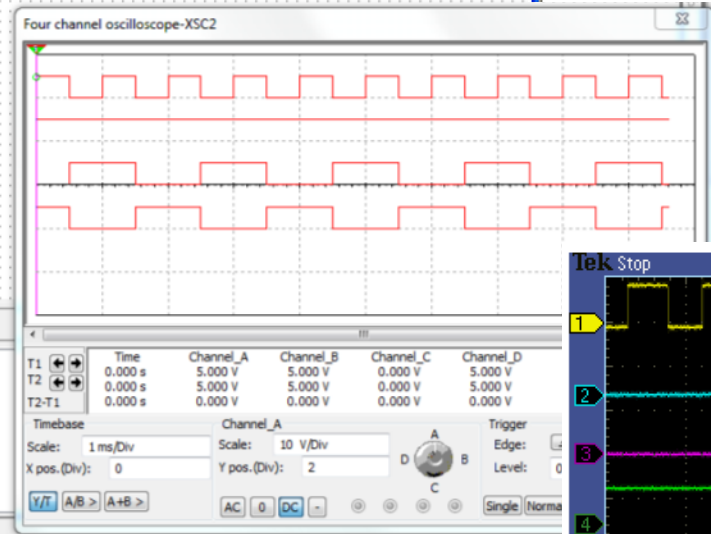 Four channel oscilloscope-XSC2
Time Channel_A Channel_B Channel_C Channel_D
T1 0.000 s 5.000 V 5.000 V 0.000 V 5.000 V
T2 0.000 s 5.000 V 5.000 V 0.000 V 5.000 V
T2-T1 0.000 s 0.000 V 0.000 V 0.000 V 0.000 V
Timebase Channel_A Trigger
Scale: 1 ms/Div Scale: 10 V/Div Edge:
X pos.(Div): 0 Y pos.(Div): 2 Level: 0
A
D B
C
Y/T A/B > A+B > AC 0 DC - Single Norma
Tek Stop
1
2
3
4